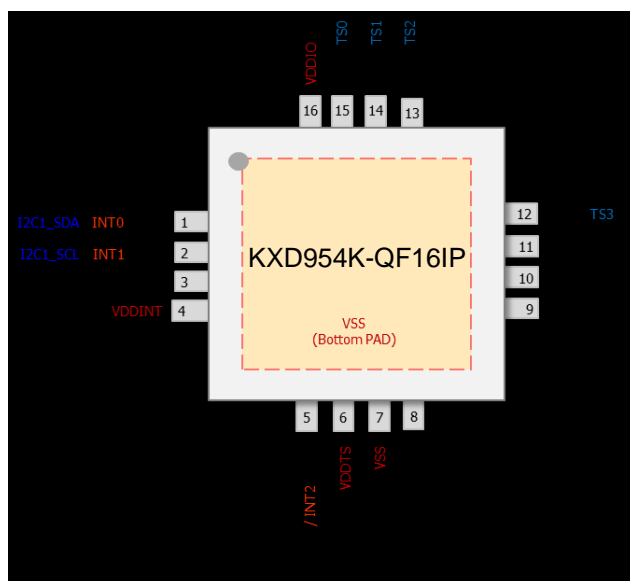 TS0
TS1
TS2
VDDIO
16
15
14
13
I2C1_SDA INT0 1
12 TS3
I2C1_SCL INT1 2
11
KXD954K-QF16IP
3
10
VDDINT 4
9
VSS
(Bottom PAD)
5
6
7
8
/ INT2
VDDTS
VSS